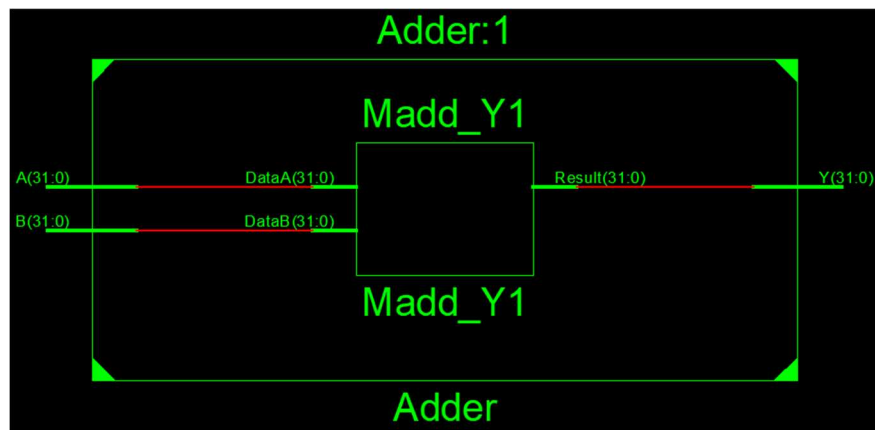 Adder:1
Madd_Y1
A(31:0) DataA(31:0) Result(31:0) Y(31:0)
B(31:0) DataB(31:0)
Madd_Y1
Adder